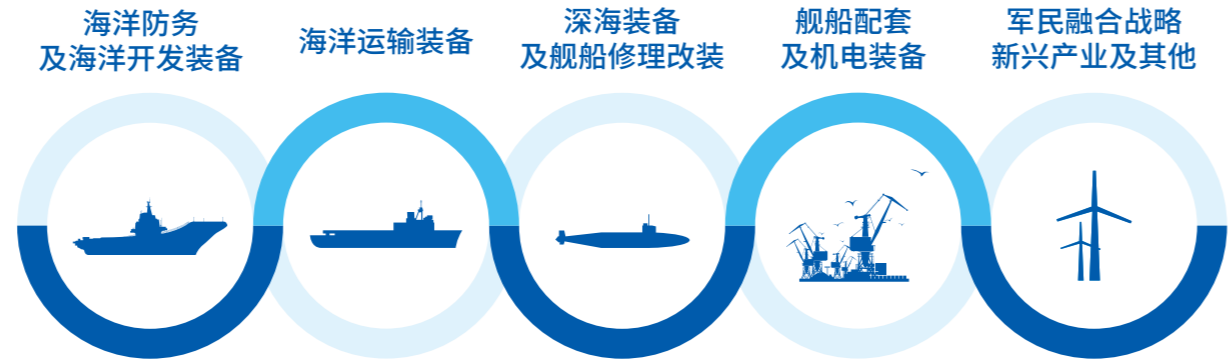 海洋防务
及海洋开发装备
海洋运输装备
深海装备
及舰船修理改装
舰船配套
及机电装备
军民融合战略
新兴产业及其他